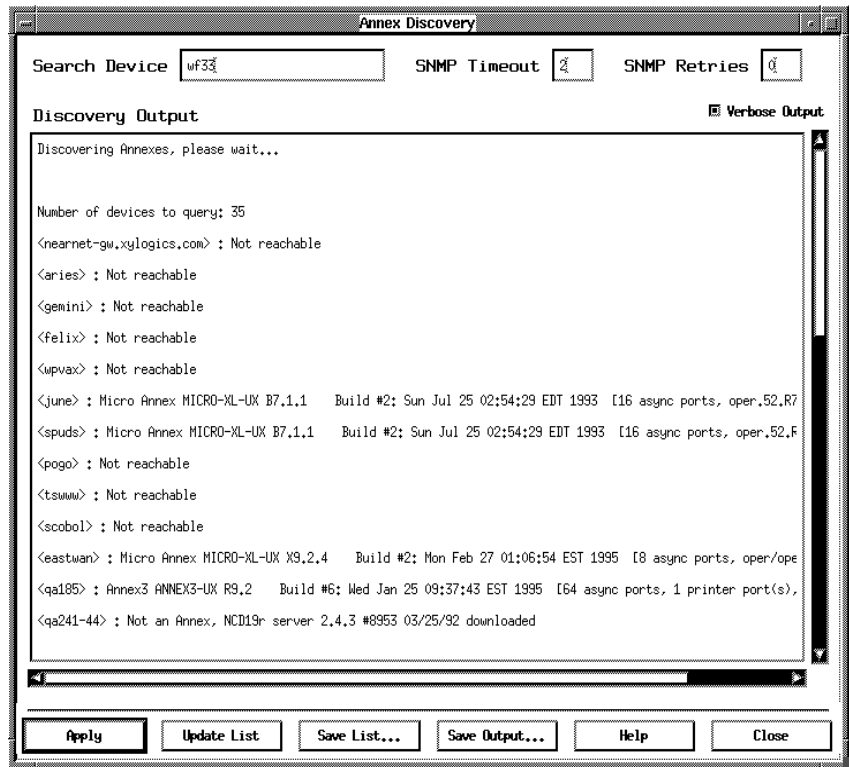 Annex Discovery
Search Device wf33 SNMP Timeout 2 SNMP Retries 0
Discovery Output Verbose Output
Discovering Annexes, please wait...
Number of devices to query: 35
<nearnet-gw.xylogics.com> : Not reachable
<aries> : Not reachable
<gemini> : Not reachable
<felix> : Not reachable
<wpvax> : Not reachable
<june> : Micro Annex MICRO-XL-UX B7.1.1 Build #2: Sun Jul 25 02:54:29 EDT 1993 [16 async ports, oper.52.R7
<spuds> : Micro Annex MICRO-XL-UX B7.1.1 Build #2: Sun Jul 25 02:54:29 EDT 1993 [16 async ports, oper.52.R
<pogo> : Not reachable
<tswww> : Not reachable
<scobol> : Not reachable
<eastwan> : Micro Annex MICRO-XL-UX X9.2.4 Build #2: Mon Feb 27 01:06:54 EST 1995 [8 async ports, oper/ope
<qa185> : Annex3 ANNEX3-UX R9.2 Build #6: Wed Jan 25 09:37:43 EST 1995 [64 async ports, 1 printer port(s),
<qa241-44> : Not an Annex, NCD19r server 2.4.3 #8953 03/25/92 downloaded
Apply Update List Save List... Save Output... Help Close